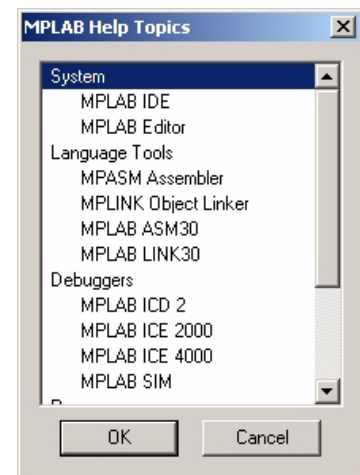 MPLAB Help Topics
System
MPLAB IDE
MPLAB Editor
Language Tools
MPASM Assembler
MPLINK Object Linker
MPLAB ASM30
MPLAB LINK30
Debuggers
MPLAB ICD 2
MPLAB ICE 2000
MPLAB ICE 4000
MPLAB SIM
OK Cancel